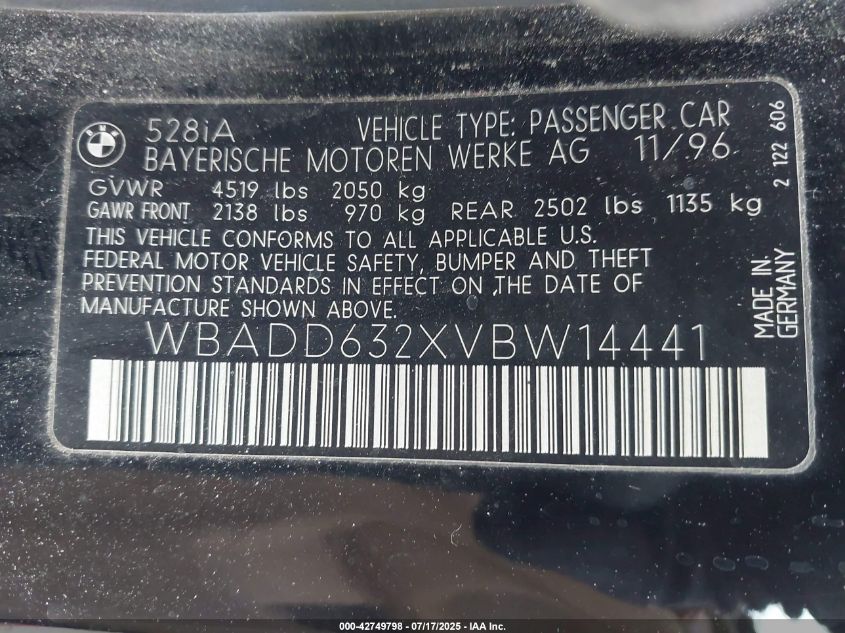 BMW
528iA VEHICLE TYPE: PASSENGER CAR
BAYERISCHE MOTOREN WERKE AG 11/96
GVWR 4519 lbs 2050 kg
GAWR FRONT 2138 lbs 970 kg REAR 2502 lbs 1135 kg
THIS VEHICLE CONFORMS TO ALL APPLICABLE U.S.
FEDERAL MOTOR VEHICLE SAFETY, BUMPER AND THEFT
PREVENTION STANDARDS IN EFFECT ON ,THE DATE OF
MANUFACTURE SHOWN ABOVE.
WBADD632XVBW14441
2 122 606
MADE IN
GERMANY
000-42749798 - 07/17/2025 - IAA Inc.